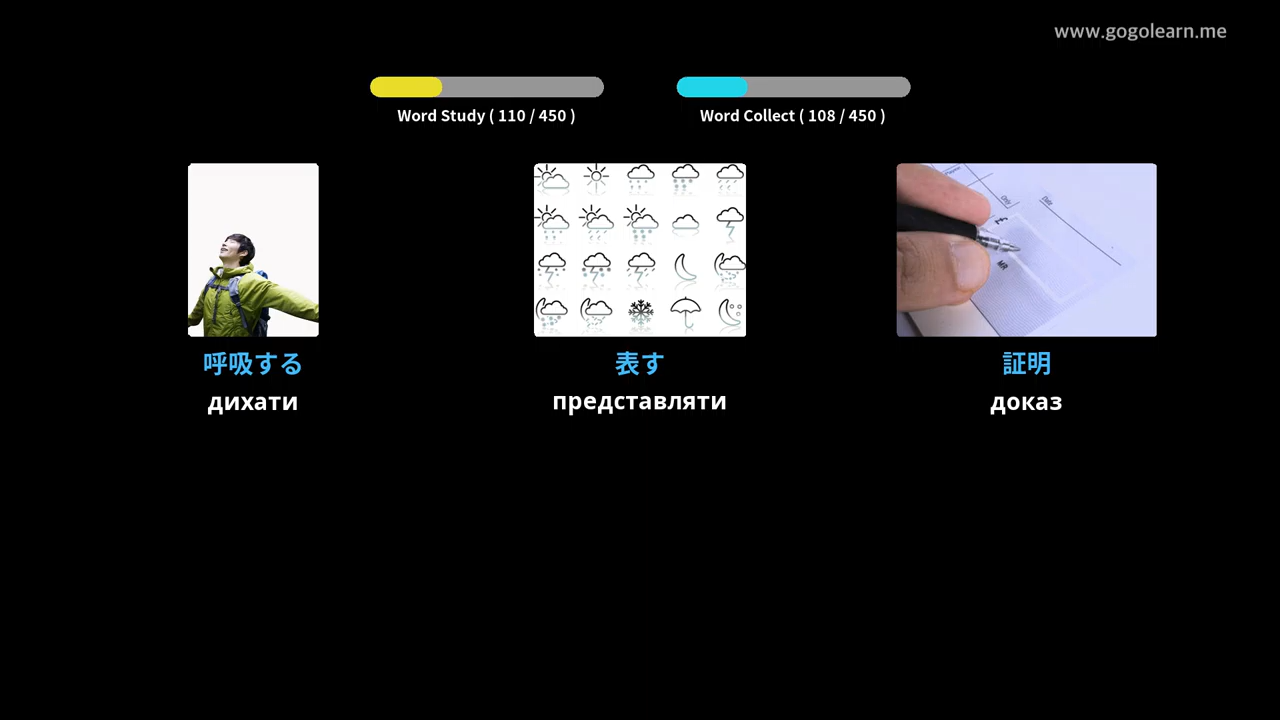 www.gogolearn.me
Word Study ( 110 / 450 )
Word Collect ( 108 / 450 )
呼吸する
表す
証明
дихати
представляти
доказ